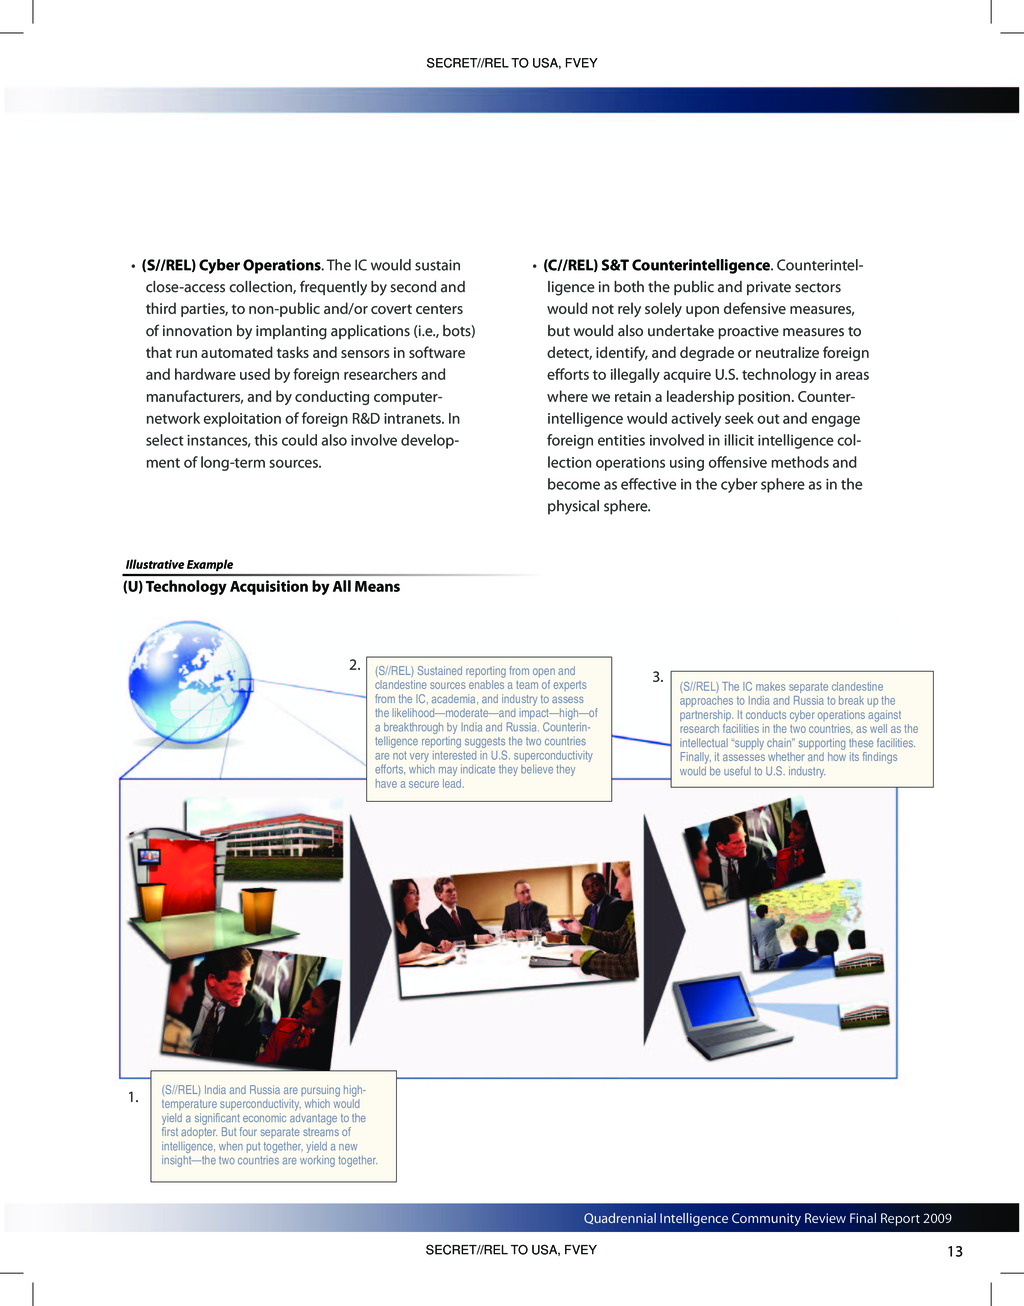 SECRET//REL TO USA, FVEY
• (S//REL) Cyber Operations. The IC would sustain
close-access collection, frequently by second and
third parties, to non-public and/or covert centers
of innovation by implanting applications (i.e., bots)
that run automated tasks and sensors in software
and hardware used by foreign researchers and
manufacturers, and by conducting computer-
network exploitation of foreign R&D intranets. In
select instances, this could also involve develop-
ment of long-term sources.
• (C//REL) S&T Counterintelligence. Counterintel-
ligence in both the public and private sectors
would not rely solely upon defensive measures,
but would also undertake proactive measures to
detect, identify, and degrade or neutralize foreign
efforts to illegally acquire U.S. technology in areas
where we retain a leadership position. Counter-
intelligence would actively seek out and engage
foreign entities involved in illicit intelligence col-
lection operations using offensive methods and
become as effective in the cyber sphere as in the
physical sphere.
Illustrative Example
(U) Technology Acquisition by All Means
2.
(S//REL) Sustained reporting from open and
clandestine sources enables a team of experts
from the IC, academia, and industry to assess
the likelihood—moderate—and impact—high—of
a breakthrough by India and Russia. Counterin-
telligence reporting suggests the two countries
are not very interested in U.S. superconductivity
efforts, which may indicate they believe they
have a secure lead.
3.
(S//REL) The IC makes separate clandestine
approaches to India and Russia to break up the
partnership. It conducts cyber operations against
research facilities in the two countries, as well as the
intellectual “supply chain” supporting these facilities.
Finally, it assesses whether and how its findings
would be useful to U.S. industry.
1.
(S//REL) India and Russia are pursuing high-
temperature superconductivity, which would
yield a significant economic advantage to the
first adopter. But four separate streams of
intelligence, when put together, yield a new
insight—the two countries are working together.
Quadrennial Intelligence Community Review Final Report 2009
SECRET//REL TO USA, FVEY
13